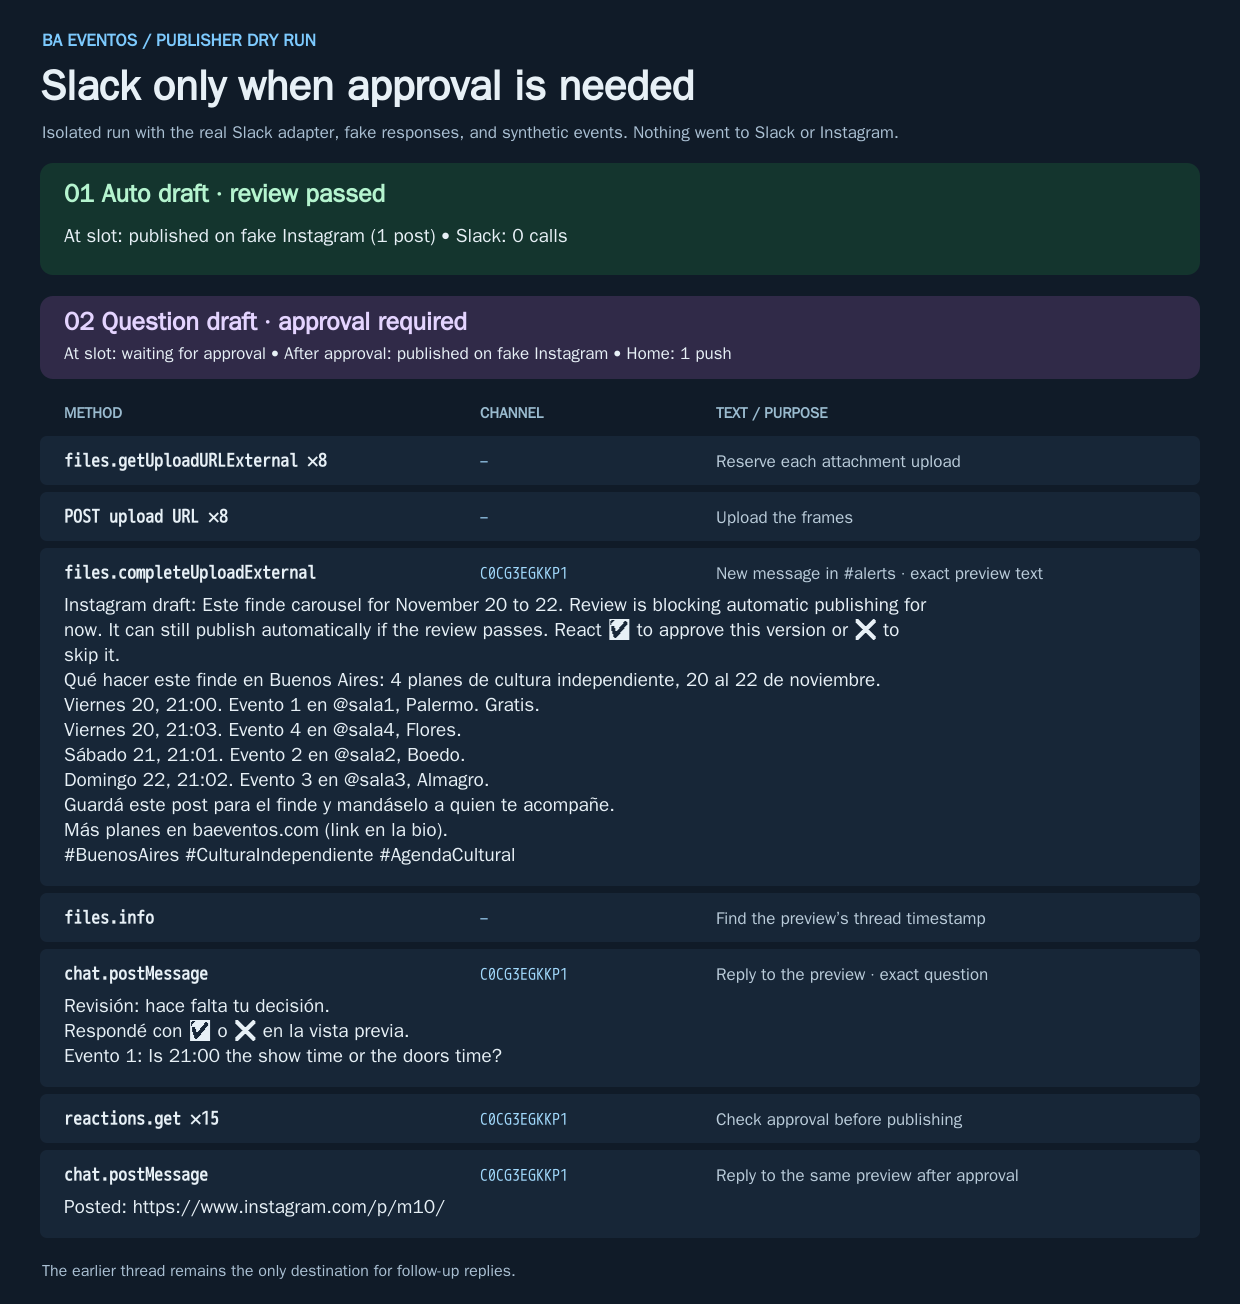 BA EVENTOS / PUBLISHER DRY RUN
Slack only when approval is needed
Isolated run with the real Slack adapter, fake responses, and synthetic events. Nothing went to Slack or Instagram.
01 Auto draft · review passed
At slot: published on fake Instagram (1 post) • Slack: 0 calls
02 Question draft · approval required
At slot: waiting for approval • After approval: published on fake Instagram • Home: 1 push
METHOD CHANNEL TEXT / PURPOSE
files.getUploadURLExternal ×8 – Reserve each attachment upload
POST upload URL ×8 – Upload the frames
files.completeUploadExternal C0CG3EGKKP1 New message in #alerts · exact preview text
Instagram draft: Este finde carousel for November 20 to 22. Review is blocking automatic publishing for
now. It can still publish automatically if the review passes. React ✅ to approve this version or ❌ to
skip it.
Qué hacer este finde en Buenos Aires: 4 planes de cultura independiente, 20 al 22 de noviembre.
Viernes 20, 21:00. Evento 1 en @sala1, Palermo. Gratis.
Viernes 20, 21:03. Evento 4 en @sala4, Flores.
Sábado 21, 21:01. Evento 2 en @sala2, Boedo.
Domingo 22, 21:02. Evento 3 en @sala3, Almagro.
Guardá este post para el finde y mandáselo a quien te acompañe.
Más planes en baeventos.com (link en la bio).
#BuenosAires #CulturaIndependiente #AgendaCultural
files.info – Find the preview's thread timestamp
chat.postMessage C0CG3EGKKP1 Reply to the preview · exact question
Revisión: hace falta tu decisión.
Respondé con ✅ o ❌ en la vista previa.
Evento 1: Is 21:00 the show time or the doors time?
reactions.get ×15 C0CG3EGKKP1 Check approval before publishing
chat.postMessage C0CG3EGKKP1 Reply to the same preview after approval
Posted: https://www.instagram.com/p/m10/
The earlier thread remains the only destination for follow-up replies.